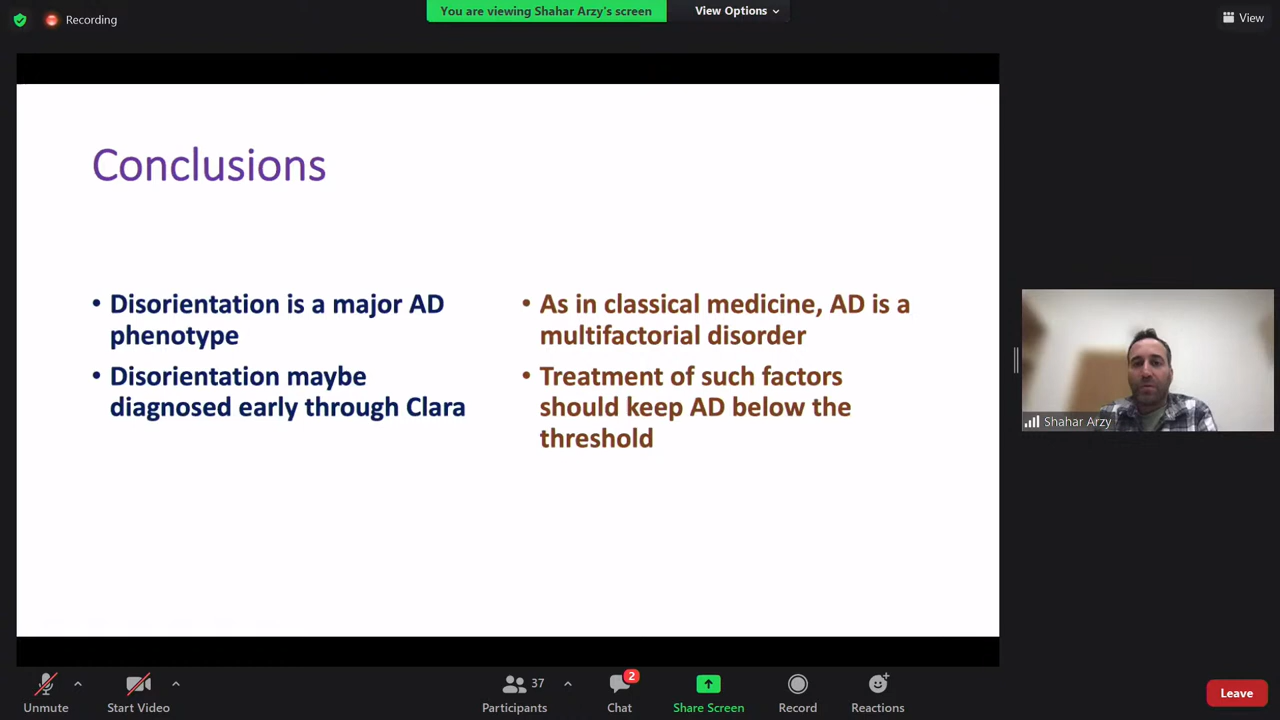 Recording
You are viewing Shahar Arzy's screen
View Options
View
Conclusions
• Disorientation is a major AD
phenotype
• Disorientation maybe
diagnosed early through Clara
• As in classical medicine, AD is a
multifactorial disorder
• Treatment of such factors
should keep AD below the
threshold
Shahar Arzy
Unmute
Start Video
37
Participants
2
Chat
Share Screen
Record
Reactions
Leave